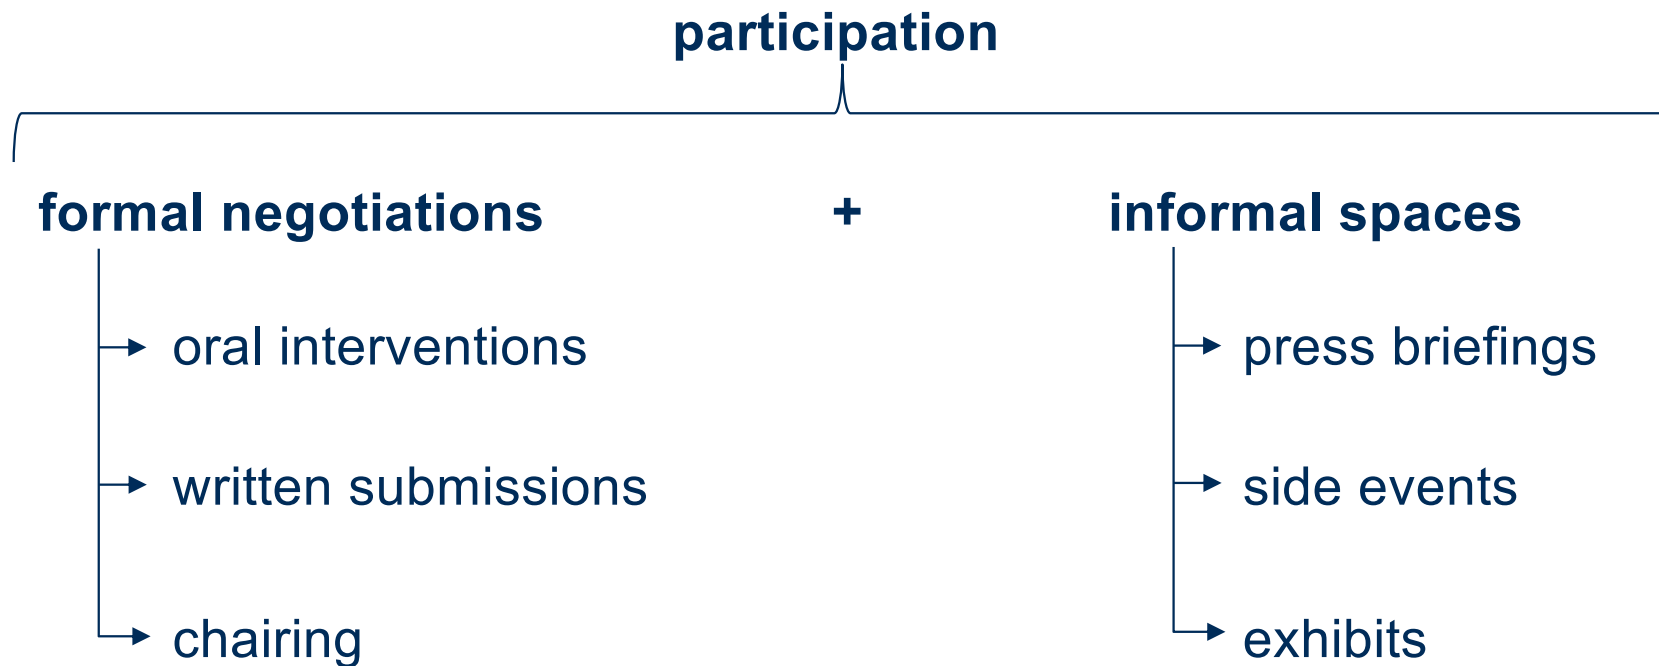 participation
formal negotiations + informal spaces
oral interventions
written submissions
chairing
press briefings
side events
exhibits